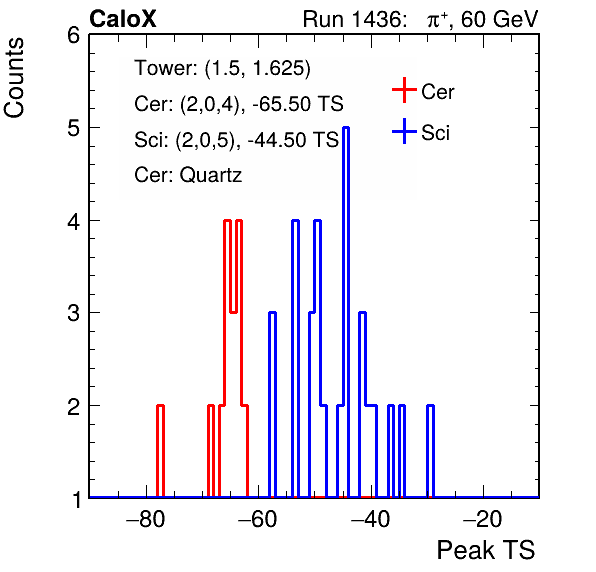 CaloX Run 1436: π⁺, 60 GeV
Counts
6
Tower: (1.5, 1.625)
Cer: (2,0,4), -65.50 TS
Sci: (2,0,5), -44.50 TS
Cer: Quartz
Cer
Sci
5
4
3
2
1
−80 −60 −40 −20
Peak TS